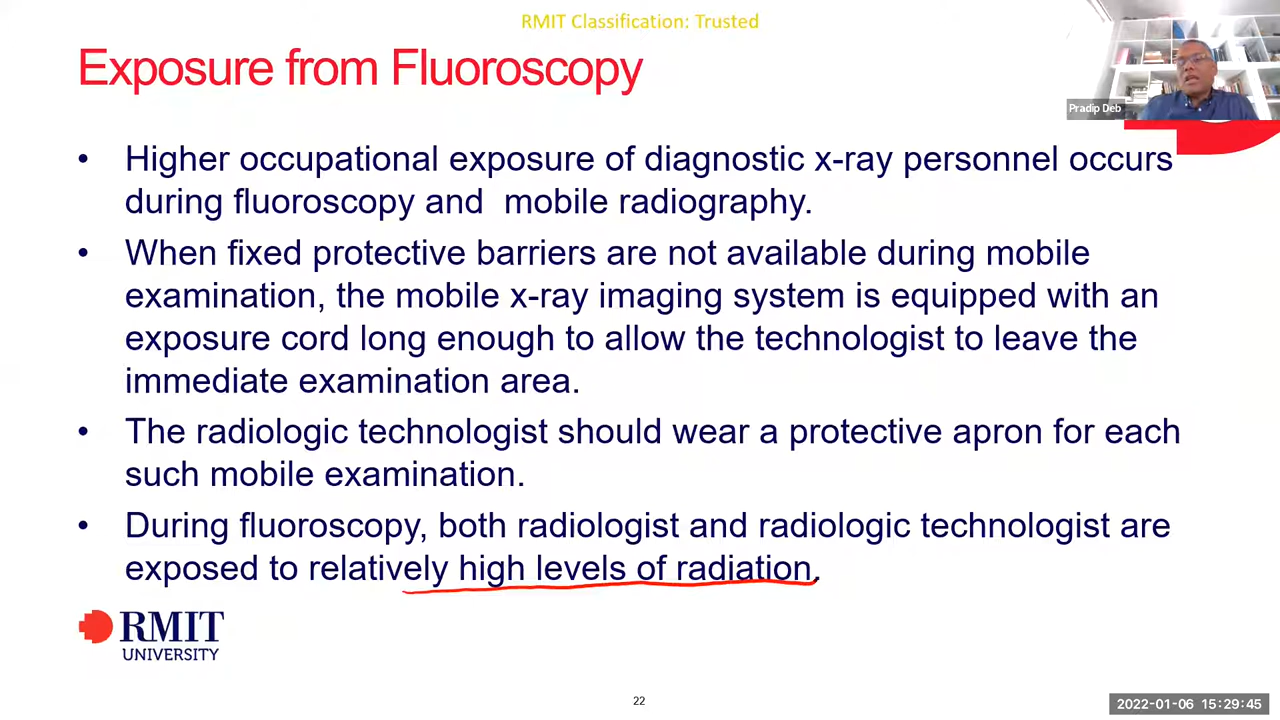 RMIT Classification: Trusted
Exposure from Fluoroscopy
Pradip Deb
• Higher occupational exposure of diagnostic x-ray personnel occurs
during fluoroscopy and mobile radiography.
• When fixed protective barriers are not available during mobile
examination, the mobile x-ray imaging system is equipped with an
exposure cord long enough to allow the technologist to leave the
immediate examination area.
• The radiologic technologist should wear a protective apron for each
such mobile examination.
• During fluoroscopy, both radiologist and radiologic technologist are
exposed to relatively high levels of radiation.
RMIT
UNIVERSITY
22
2022-01-06 15:29:45